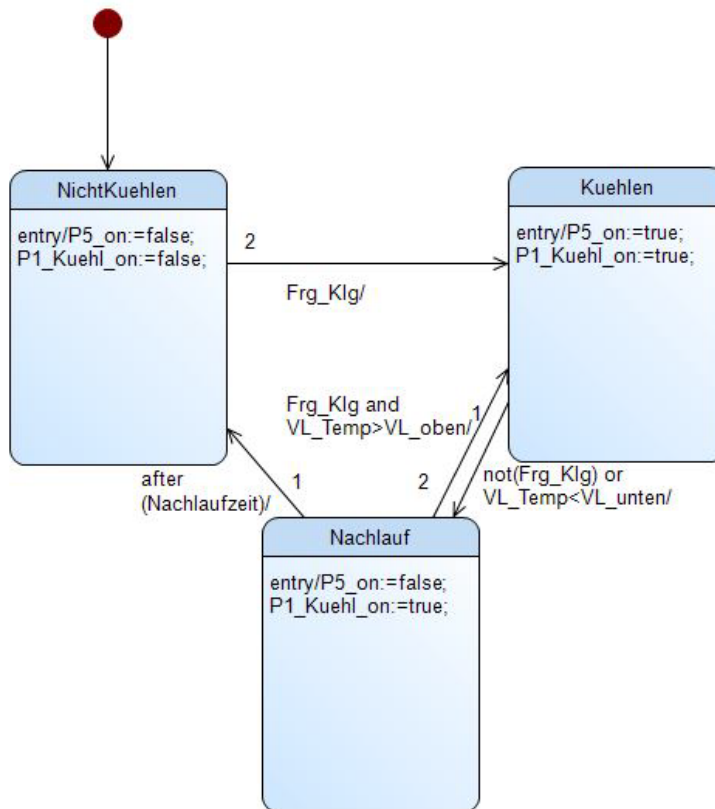 NichtKuehlen
entry/P5_on:=false;
P1_Kuehl_on:=false;
Kuehlen
entry/P5_on:=true;
P1_Kuehl_on:=true;
2
Frg_Klg/
Frg_Klg and
VL_Temp>VL_oben/
1
after
(Nachlaufzeit)/
1
2
not(Frg_Klg) or
VL_Temp<VL_unten/
Nachlauf
entry/P5_on:=false;
P1_Kuehl_on:=true;